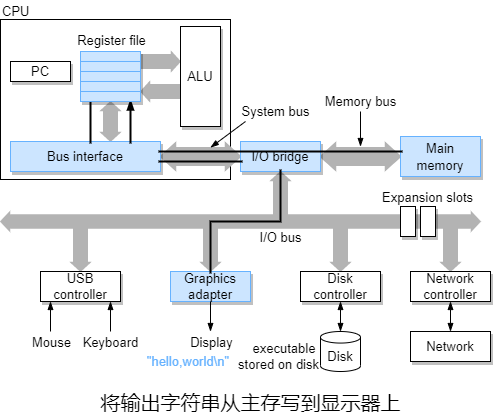 CPU
Register file
PC
ALU
System bus
Memory bus
Bus interface
I/O bridge
Main
memory
Expansion slots
I/O bus
USB
controller
Graphics
adapter
Disk
controller
Network
controller
Mouse
Keyboard
Display
"hello,world\n"
executable
stored on disk
Disk
Network
将输出字符串从主存写到显示器上